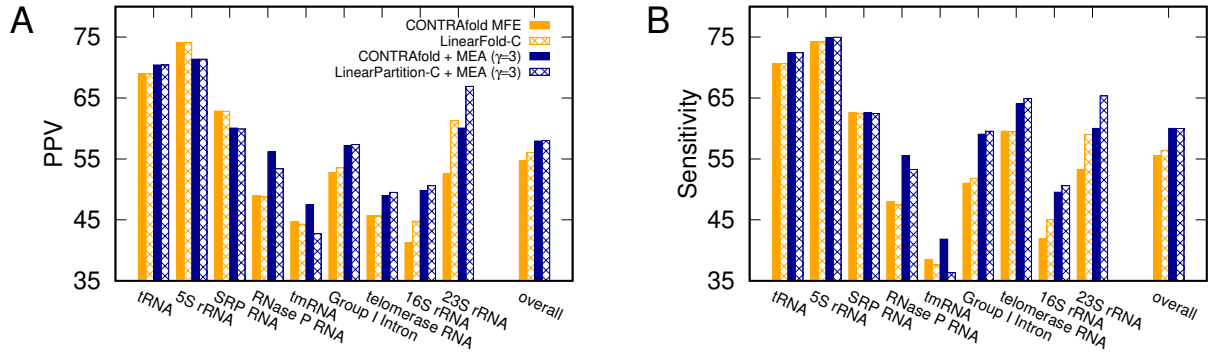 A
PPV
75
65
55
45
35
CONTRAfold MFE
LinearFold-C
CONTRAfold + MEA (γ=3)
LinearPartition-C + MEA (γ=3)
tRNA
5S rRNA
SRP RNA
RNase P RNA
tmRNA
Group I Intron
telomerase RNA
16S rRNA
23S rRNA
overall
B
Sensitivity
75
65
55
45
35
tRNA
5S rRNA
SRP RNA
RNase P RNA
tmRNA
Group I Intron
telomerase RNA
16S rRNA
23S rRNA
overall